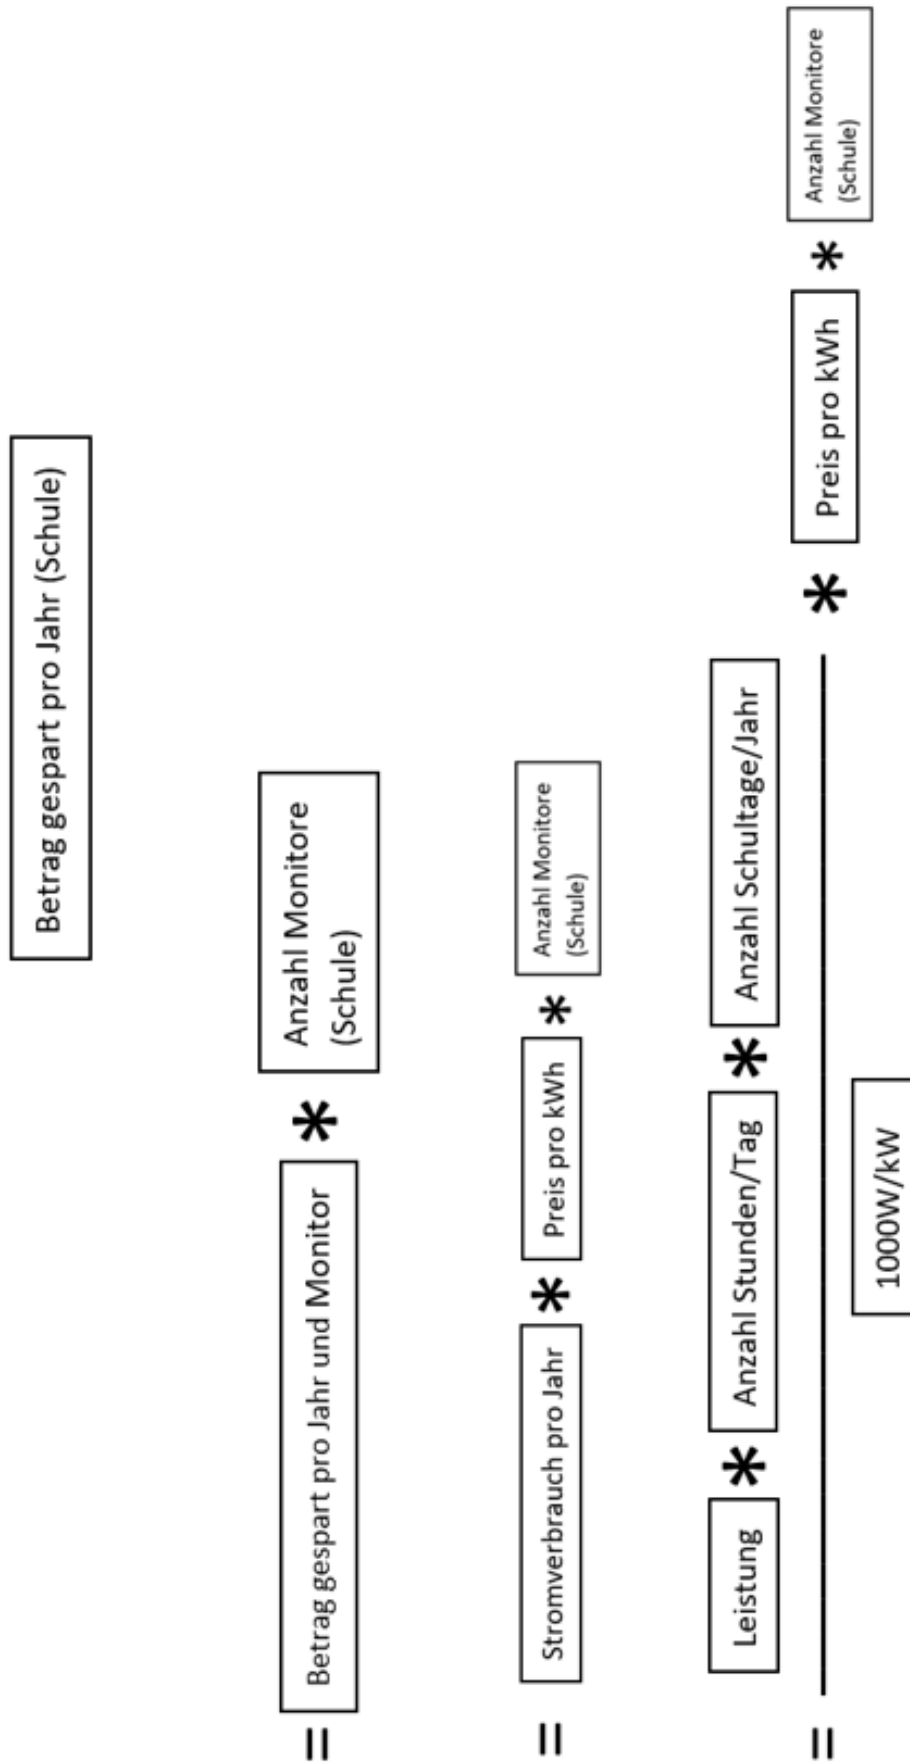 Betrag gespart pro Jahr (Schule)
= Betrag gespart pro Jahr und Monitor * Anzahl Monitore
(Schule)
= Stromverbrauch pro Jahr * Preis pro kWh * Anzahl Monitore
(Schule)
Leistung * Anzahl Stunden/Tag * Anzahl Schultage/Jahr
= * Preis pro kWh * Anzahl Monitore
(Schule)
1000W/kW